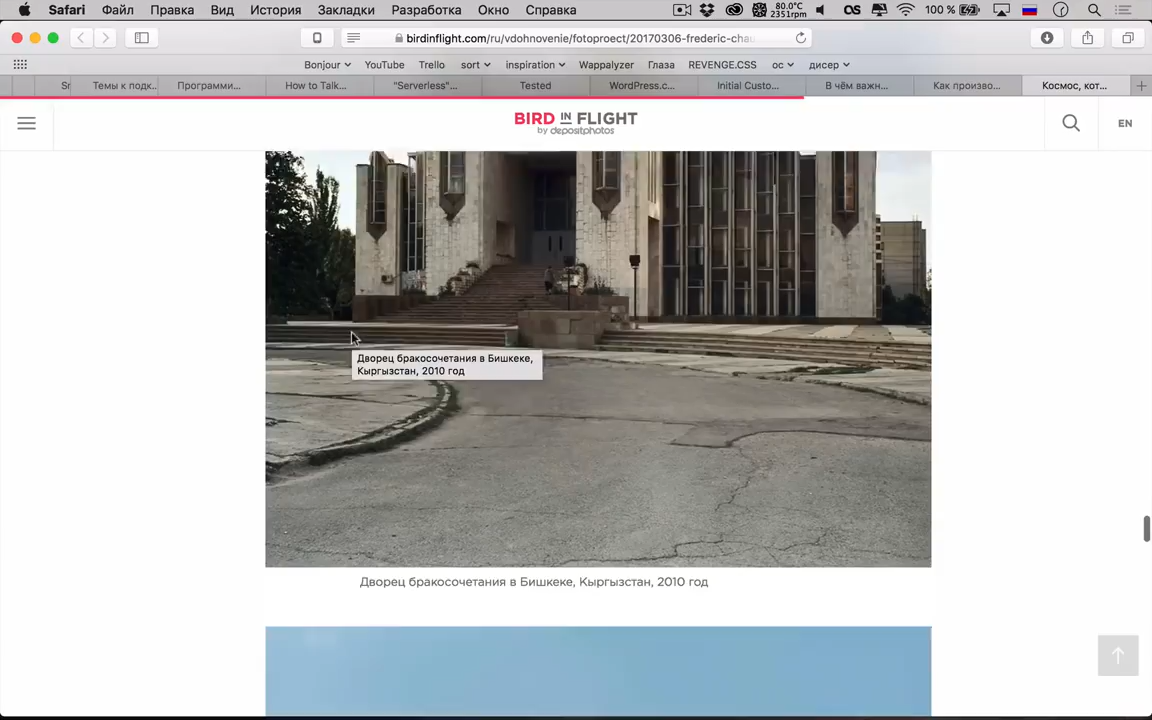 Safari Файл Правка Вид История Закладки Разработка Окно Справка 80.0°C 2351rpm 100 %
birdinflight.com/ru/vdohnovenie/fotoproect/20170306-frederic-chau
Bonjour YouTube Trello sort inspiration Wappalyzer Глаза REVENGE.CSS ос дисер
Темы к подк... Программи... How to Talk... "Serverless"... Tested WordPress.c... Initial Custo... В чём важн... Как произво... Космос, кот...
BIRD IN FLIGHT
by depositphotos
EN
Дворец бракосочетания в Бишкеке,
Кыргызстан, 2010 год
Дворец бракосочетания в Бишкеке, Кыргызстан, 2010 год